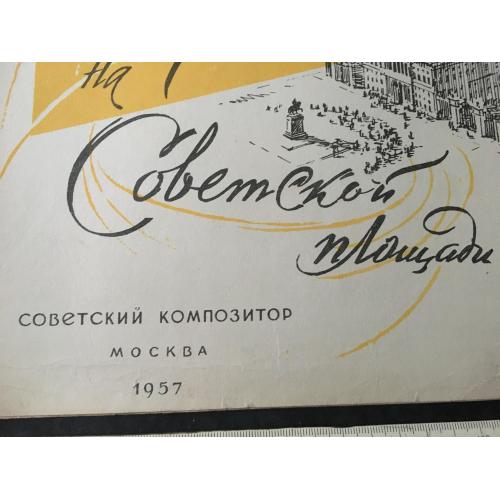 на
Советской
площади
СОВЕТСКИЙ КОМПОЗИТОР
МОСКВА
1957